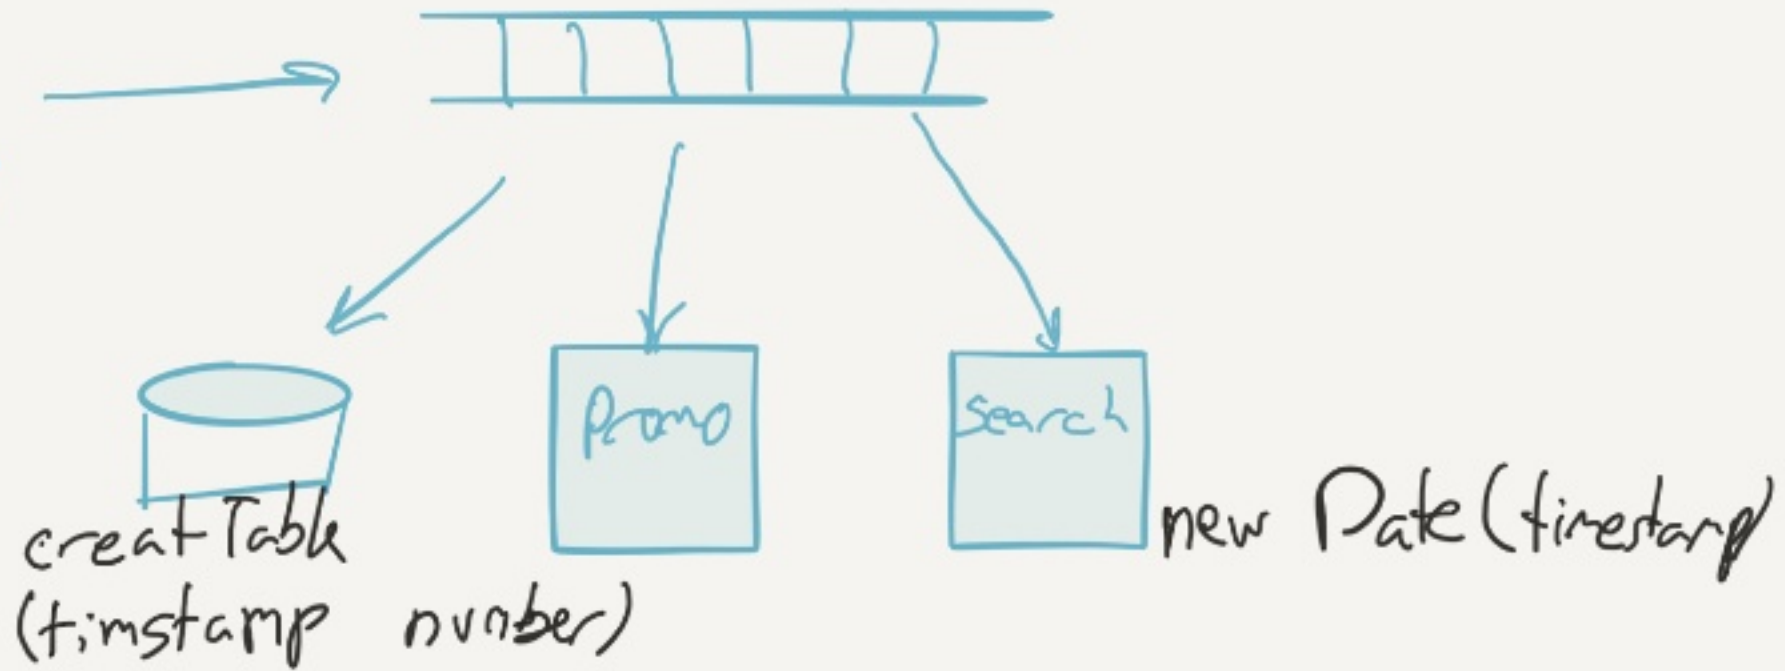 Promo
Search
creatTable
(timstamp number)
new Date(timestamp)